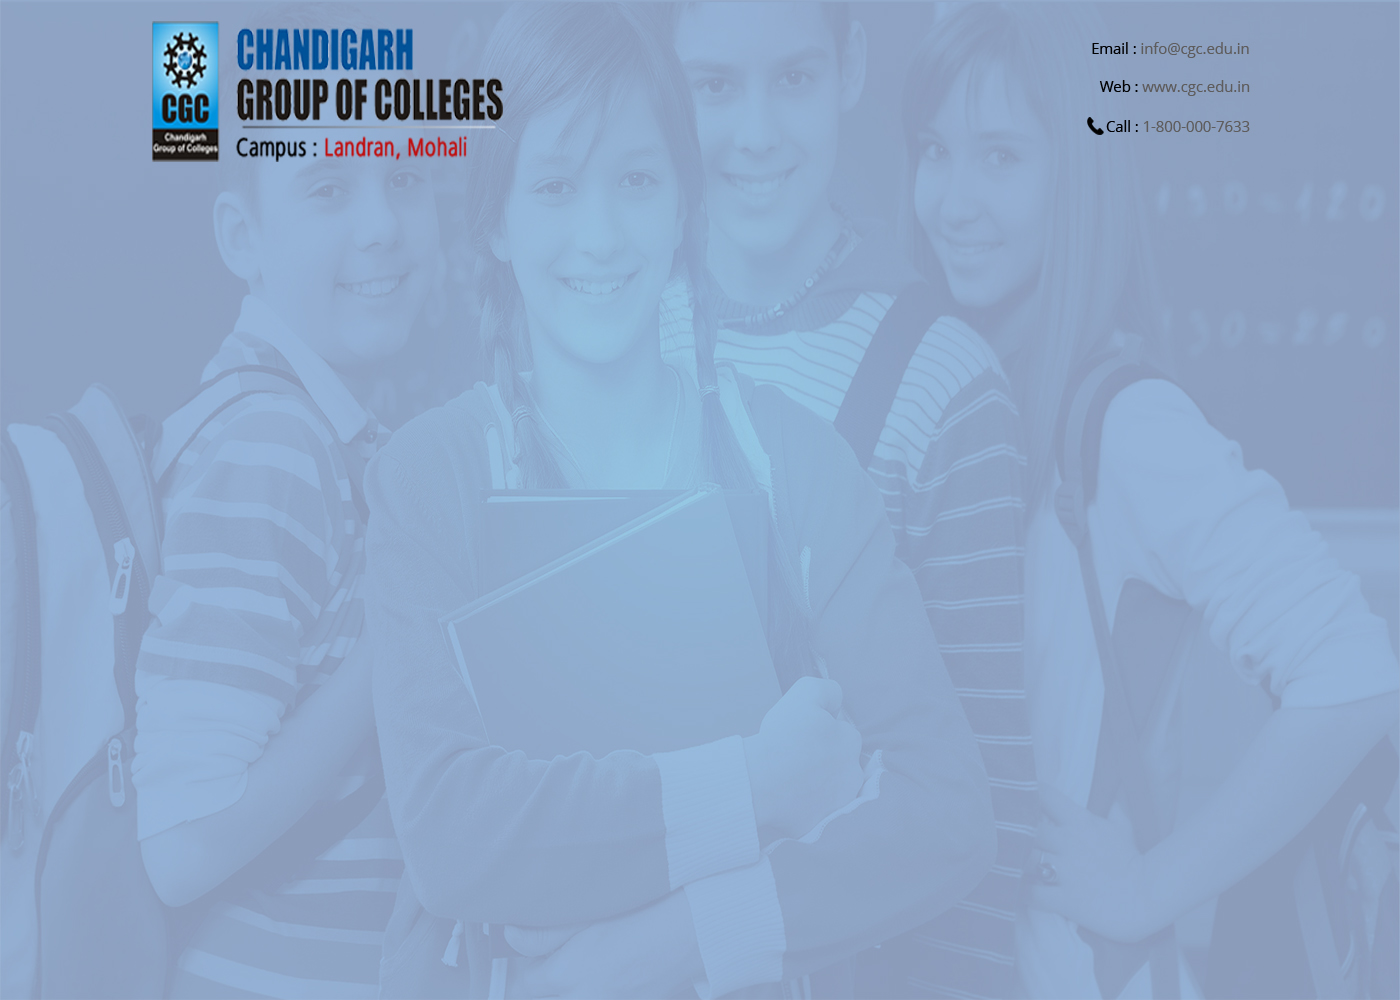 CGC
Chandigarh
Group of Colleges
CHANDIGARH
GROUP OF COLLEGES
Campus : Landran, Mohali
Email : info@cgc.edu.in
Web : www.cgc.edu.in
Call : 1-800-000-7633